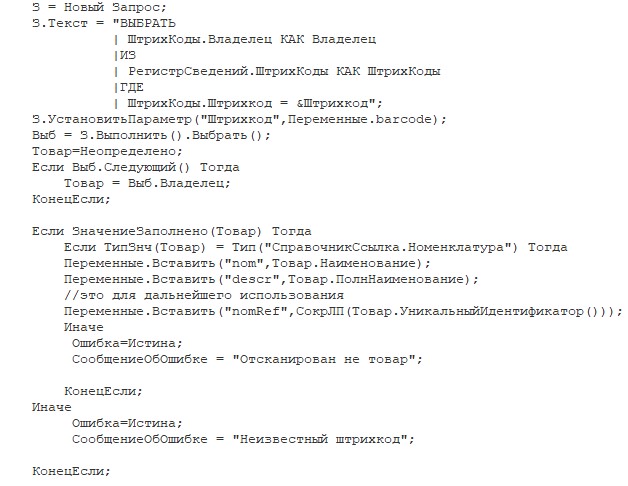 З = Новый Запрос;
З.Текст = "ВЫБРАТЬ
| ШтрихКоды.Владелец КАК Владелец
|ИЗ
| РегистрСведений.ШтрихКоды КАК ШтрихКоды
|ГДЕ
| ШтрихКоды.Штрихкод = &Штрихкод";
З.УстановитьПараметр("Штрихкод",Переменные.barcode);
Выб = З.Выполнить().Выбрать();
Товар=Неопределено;
Если Выб.Следующий() Тогда
Товар = Выб.Владелец;
КонецЕсли;
Если ЗначениеЗаполнено(Товар) Тогда
Если ТипЗнч(Товар) = Тип("СправочникСсылка.Номенклатура") Тогда
Переменные.Вставить("nom",Товар.Наименование);
Переменные.Вставить("descr",Товар.ПолнНаименование);
//это для дальнейшего использования
Переменные.Вставить("nomRef",СокрЛП(Товар.УникальныйИдентификатор()));
Иначе
Ошибка=Истина;
СообщениеОбОшибке = "Отсканирован не товар";
КонецЕсли;
Иначе
Ошибка=Истина;
СообщениеОбОшибке = "Неизвестный штрихкод";
КонецЕсли;